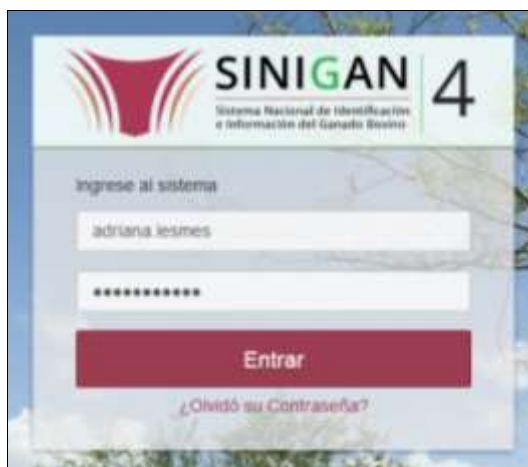 SINIGAN 4
Sistema Nacional de Identificación
e Información del Ganado Bovino
Ingrese al sistema
adriana lesmes
•••••••••••
Entrar
¿Olvidó su Contraseña?